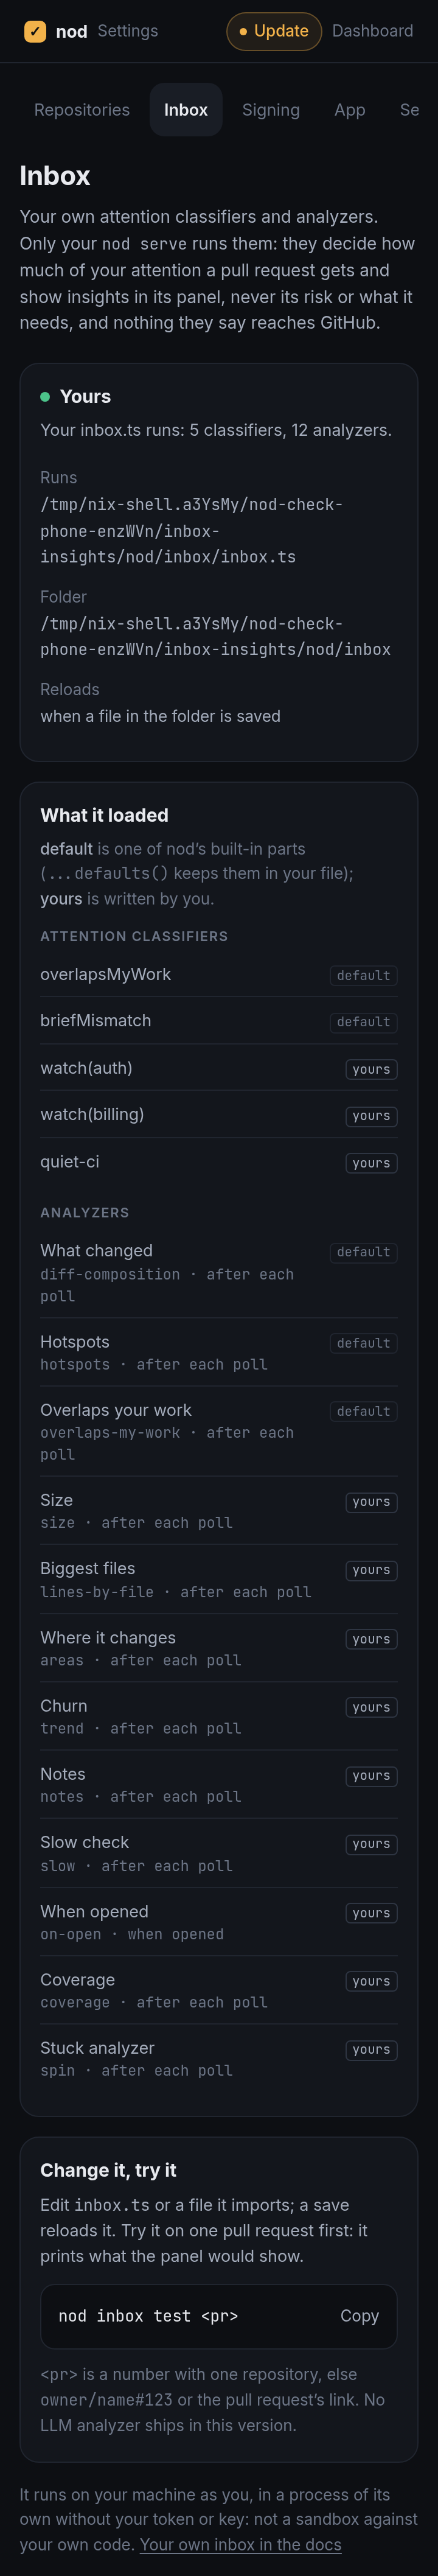 ✓ nod Settings Update Dashboard
Repositories Inbox Signing App Se
Inbox
Your own attention classifiers and analyzers.
Only your nod serve runs them: they decide how
much of your attention a pull request gets and
show insights in its panel, never its risk or what it
needs, and nothing they say reaches GitHub.
Yours
Your inbox.ts runs: 5 classifiers, 12 analyzers.
Runs
/tmp/nix-shell.a3YsMy/nod-check-
phone-enzWVn/inbox-
insights/nod/inbox/inbox.ts
Folder
/tmp/nix-shell.a3YsMy/nod-check-
phone-enzWVn/inbox-insights/nod/inbox
Reloads
when a file in the folder is saved
What it loaded
default is one of nod’s built-in parts
(...defaults() keeps them in your file);
yours is written by you.
ATTENTION CLASSIFIERS
overlapsMyWork default
briefMismatch default
watch(auth) yours
watch(billing) yours
quiet-ci yours
ANALYZERS
What changed default
diff-composition · after each
poll
Hotspots default
hotspots · after each poll
Overlaps your work default
overlaps-my-work · after each
poll
Size yours
size · after each poll
Biggest files yours
lines-by-file · after each poll
Where it changes yours
areas · after each poll
Churn yours
trend · after each poll
Notes yours
notes · after each poll
Slow check yours
slow · after each poll
When opened yours
on-open · when opened
Coverage yours
coverage · after each poll
Stuck analyzer yours
spin · after each poll
Change it, try it
Edit inbox.ts or a file it imports; a save
reloads it. Try it on one pull request first: it
prints what the panel would show.
nod inbox test <pr> Copy
<pr> is a number with one repository, else
owner/name#123 or the pull request’s link. No
LLM analyzer ships in this version.
It runs on your machine as you, in a process of its
own without your token or key: not a sandbox against
your own code. Your own inbox in the docs